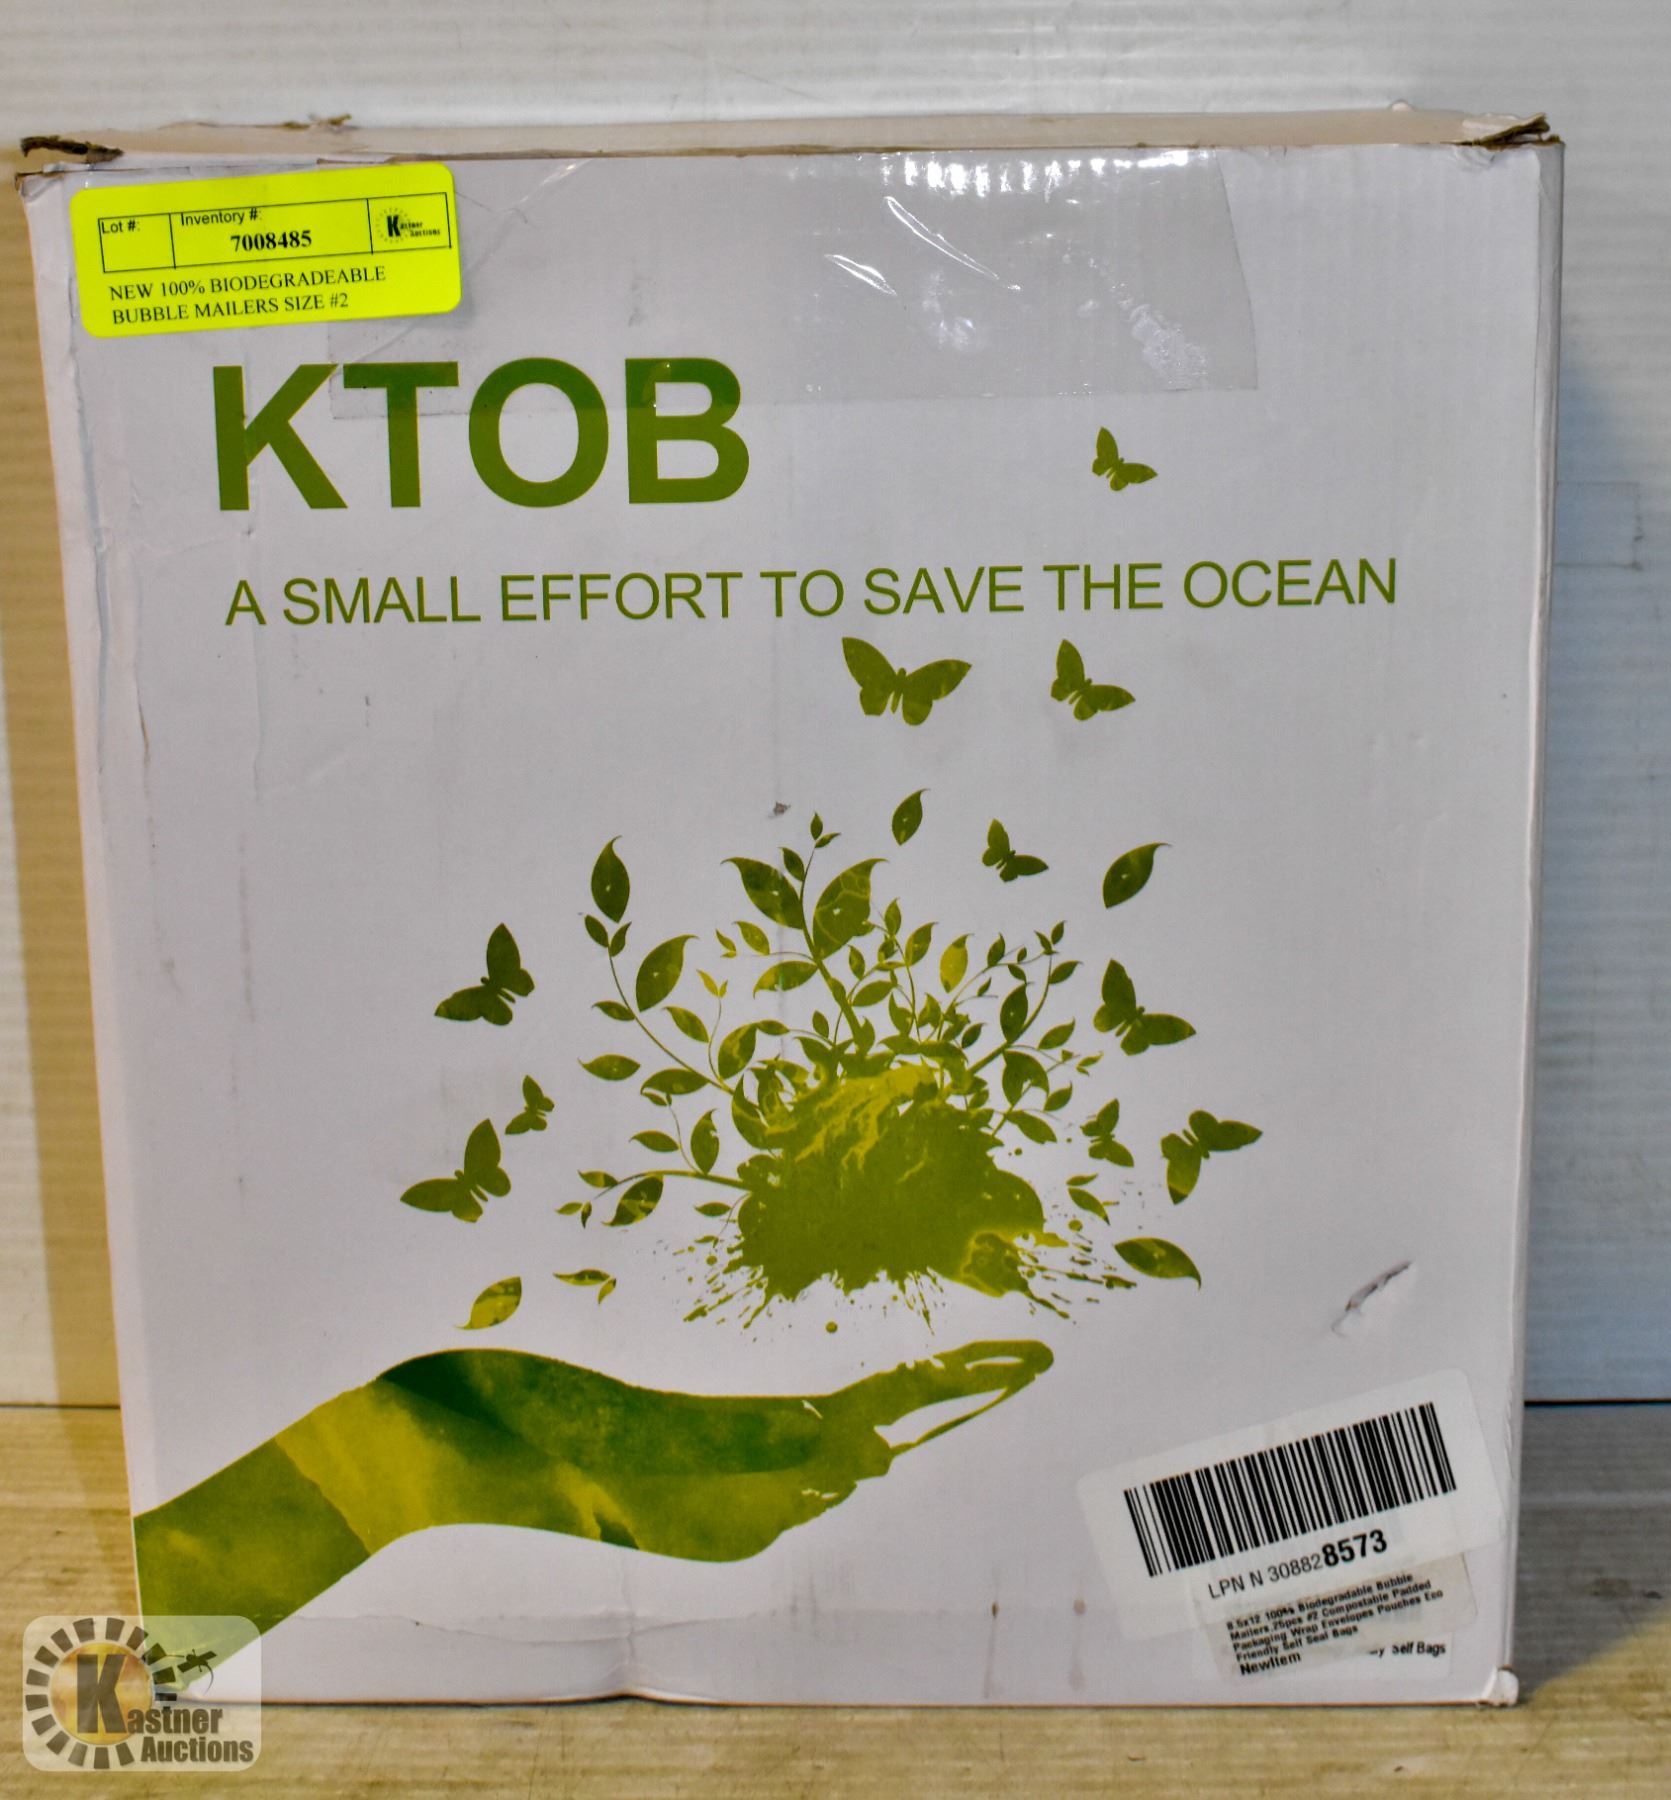 Lot #: Inventory #: Kastner
7008485 Auctions
NEW 100% BIODEGRADEABLE
BUBBLE MAILERS SIZE #2
KTOB
A SMALL EFFORT TO SAVE THE OCEAN
LPN N 308828573
8.5x12 100% Biodegradable Bubble
Mailers,25pcs #2 Compostable Padded
Packaging Wrap Envelopes Pouches Eco
Friendly Self Seal Bags
NewItem
Self Bags
Kastner
Auctions